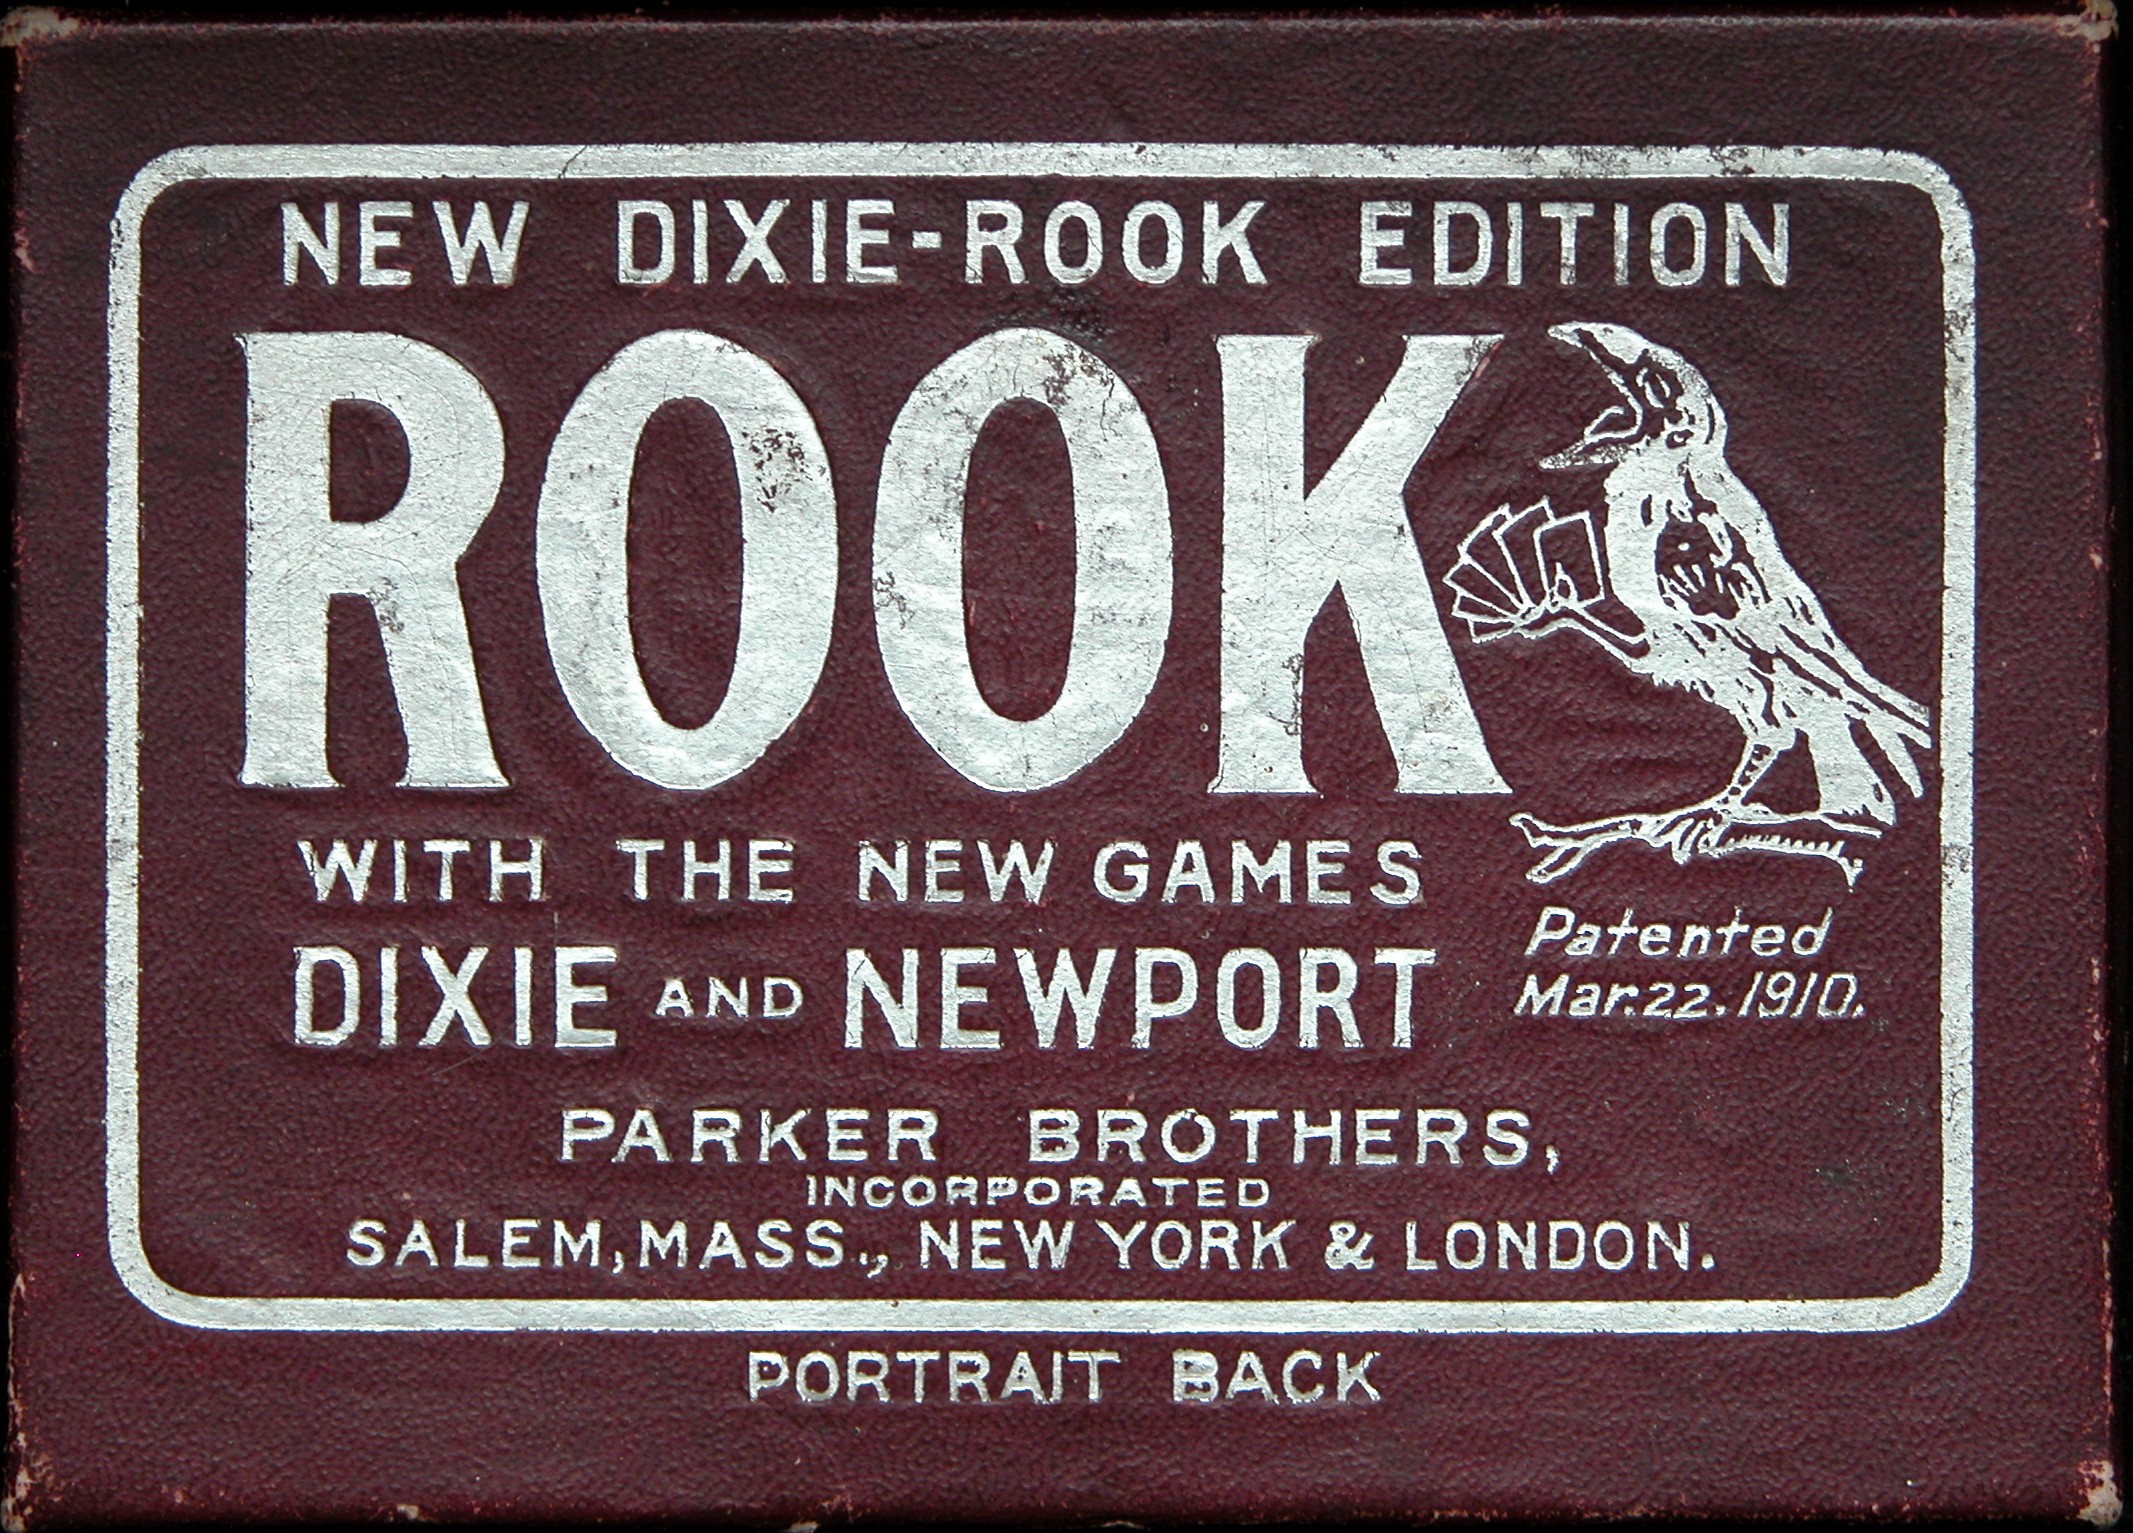 NEW DIXIE-ROOK EDITION
ROOK
WITH THE NEW GAMES
DIXIE AND NEWPORT
Patented
Mar.22.1910.
PARKER BROTHERS,
INCORPORATED
SALEM, MASS., NEW YORK & LONDON.
PORTRAIT BACK